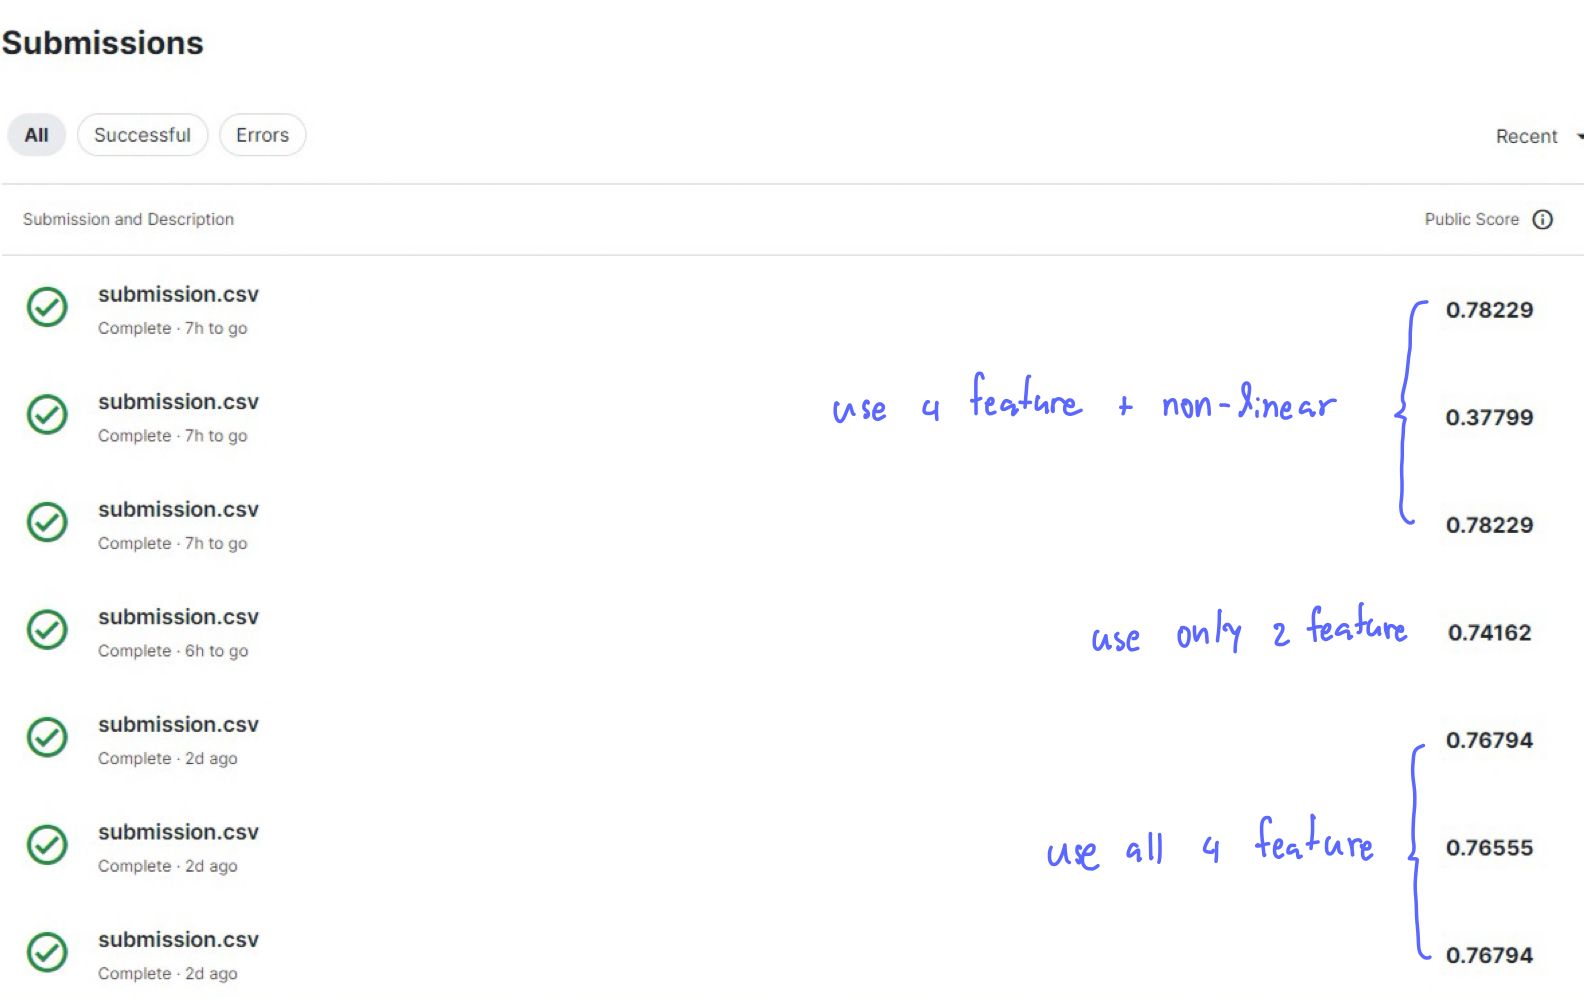 Submissions
All Successful Errors Recent
Submission and Description Public Score
submission.csv 0.78229
Complete · 7h to go
use 4 feature + non-linear
submission.csv 0.37799
Complete · 7h to go
submission.csv 0.78229
Complete · 7h to go
submission.csv use only 2 feature 0.74162
Complete · 6h to go
submission.csv 0.76794
Complete · 2d ago
submission.csv use all 4 feature 0.76555
Complete · 2d ago
submission.csv 0.76794
Complete · 2d ago